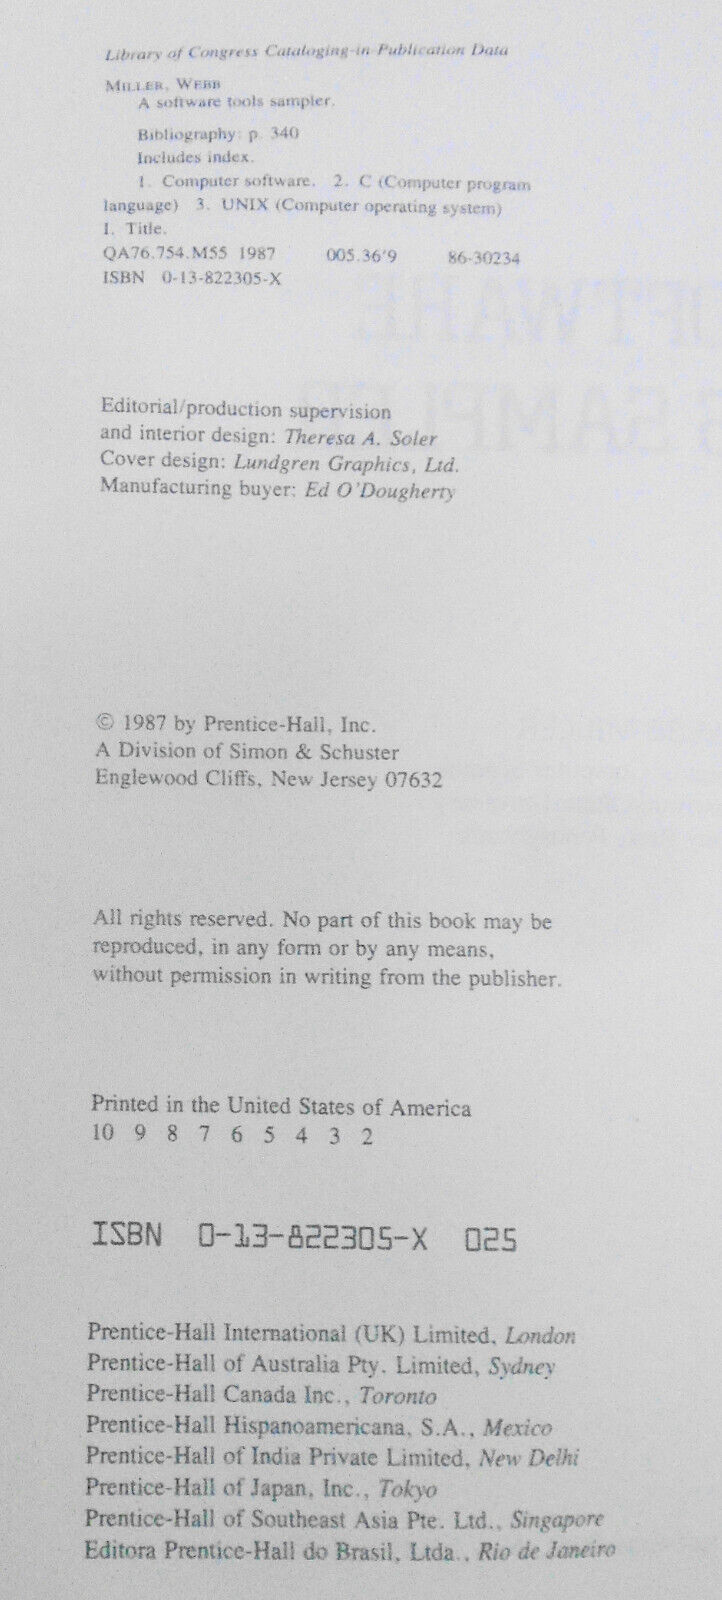 Library of Congress Cataloging-in-Publication Data
MILLER, WEBB
A software tools sampler.
Bibliography: p. 340
Includes index.
1. Computer software. 2. C (Computer program
language) 3. UNIX (Computer operating system)
I. Title.
QA76.754.M55 1987 005.36'9 86-30234
ISBN 0-13-822305-X
Editorial/production supervision
and interior design: Theresa A. Soler
Cover design: Lundgren Graphics, Ltd.
Manufacturing buyer: Ed O'Dougherty
© 1987 by Prentice-Hall, Inc.
A Division of Simon & Schuster
Englewood Cliffs, New Jersey 07632
All rights reserved. No part of this book may be
reproduced, in any form or by any means,
without permission in writing from the publisher.
Printed in the United States of America
10 9 8 7 6 5 4 3 2
ISBN 0-13-822305-X 025
Prentice-Hall International (UK) Limited, London
Prentice-Hall of Australia Pty. Limited, Sydney
Prentice-Hall Canada Inc., Toronto
Prentice-Hall Hispanoamericana, S.A., Mexico
Prentice-Hall of India Private Limited, New Delhi
Prentice-Hall of Japan, Inc., Tokyo
Prentice-Hall of Southeast Asia Pte. Ltd., Singapore
Editora Prentice-Hall do Brasil, Ltda., Rio de Janeiro